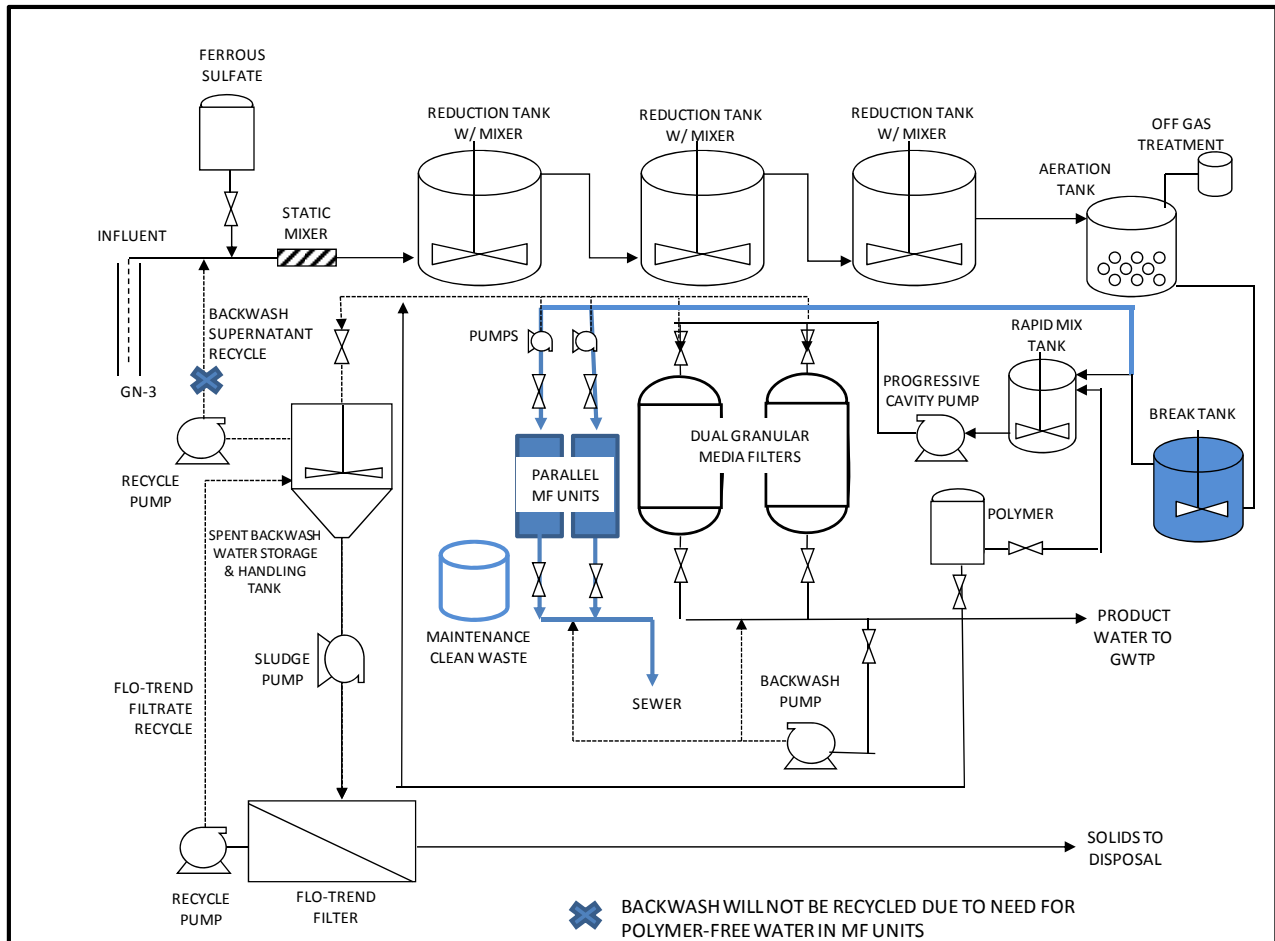 FERROUS
SULFATE
REDUCTION TANK
W/ MIXER
REDUCTION TANK
W/ MIXER
REDUCTION TANK
W/ MIXER
OFF GAS
TREATMENT
AERATION
TANK
STATIC
MIXER
INFLUENT
BACKWASH
SUPERNATANT
RECYCLE
GN-3
PUMPS
RAPID MIX
TANK
PROGRESSIVE
CAVITY PUMP
BREAK TANK
DUAL GRANULAR
MEDIA FILTERS
PARALLEL
MF UNITS
RECYCLE PUMP
POLYMER
SPENT BACKWASH
WATER STORAGE
& HANDLING
TANK
MAINTENANCE
CLEAN WASTE
PRODUCT
WATER TO
GWTP
SLUDGE
PUMP
FLO-TREND
FILTRATE
RECYCLE
SEWER
BACKWASH
PUMP
SOLIDS TO
DISPOSAL
RECYCLE
PUMP
FLO-TREND
FILTER
BACKWASH WILL NOT BE RECYCLED DUE TO NEED FOR
POLYMER-FREE WATER IN MF UNITS